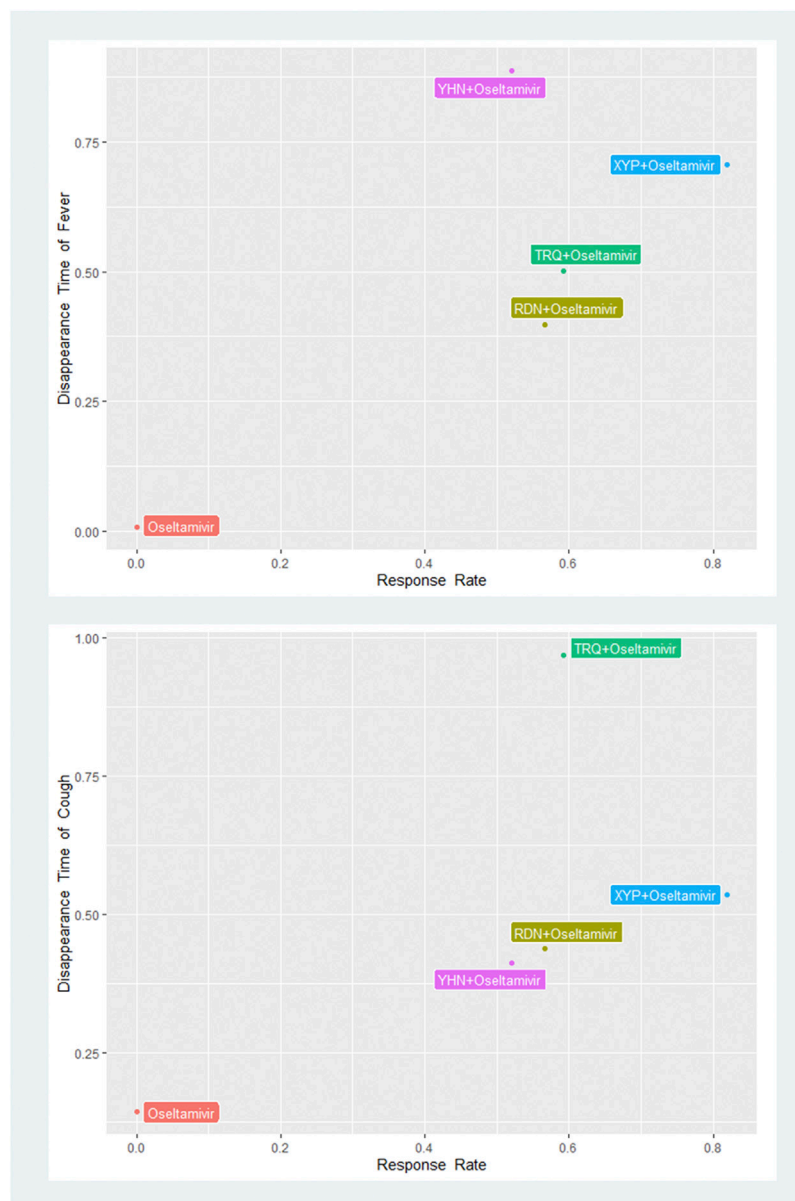 Disappearance Time of Fever
0.75
0.50
0.25
0.00
YHN+Oseltamivir
XYP+Oseltamivir
TRQ+Oseltamivir
RDN+Oseltamivir
Oseltamivir
0.0 0.2 0.4 0.6 0.8
Response Rate
Disappearance Time of Cough
1.00
0.75
0.50
0.25
TRQ+Oseltamivir
XYP+Oseltamivir
RDN+Oseltamivir
YHN+Oseltamivir
Oseltamivir
0.0 0.2 0.4 0.6 0.8
Response Rate